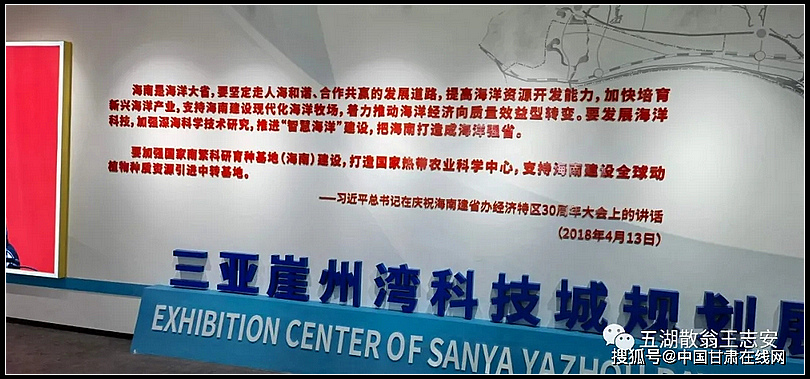 海南是海洋大省，要坚定走人海和谐、合作共赢的发展道路，提高海洋资源开发能力，加快培育
新兴海洋产业，支持海南建设现代化海洋牧场，着力推动海洋经济向质量效益型转变。要发展海洋
科技，加强深海科学技术研究，推进“智慧海洋”建设，把海南打造成海洋强省。
要加强国家南繁科研育种基地（海南）建设，打造国家热带农业科学中心，支持海南建设全球动
植物种质资源引进中转基地。
——习近平总书记在庆祝海南建省办经济特区30周年大会上的讲话
（2018年4月13日）
三亚崖州湾科技城规划展
EXHIBITION CENTER OF SANYA YAZHOU
五湖散翁王志安
搜狐号@中国甘肃在线网